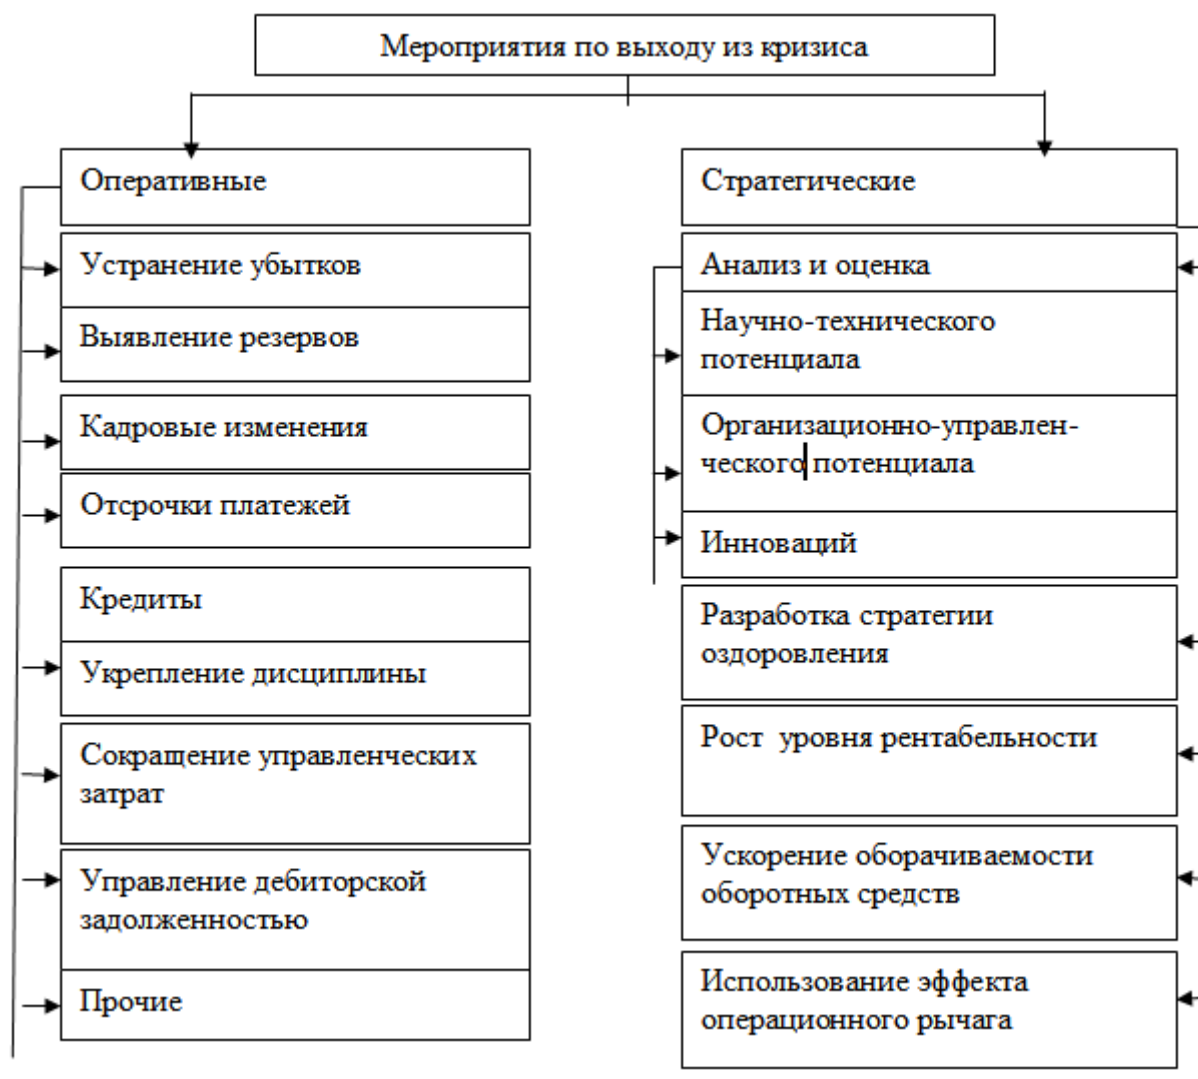 Мероприятия по выходу из кризиса
Оперативные
Устранение убытков
Выявление резервов
Кадровые изменения
Отсрочки платежей
Кредиты
Укрепление дисциплины
Сокращение управленческих
затрат
Управление дебиторской
задолженностью
Прочие
Стратегические
Анализ и оценка
Научно-технического
потенциала
Организационно-управлен-
ческого потенциала
Инноваций
Разработка стратегии
оздоровления
Рост уровня рентабельности
Ускорение оборачиваемости
оборотных средств
Использование эффекта
операционного рычага